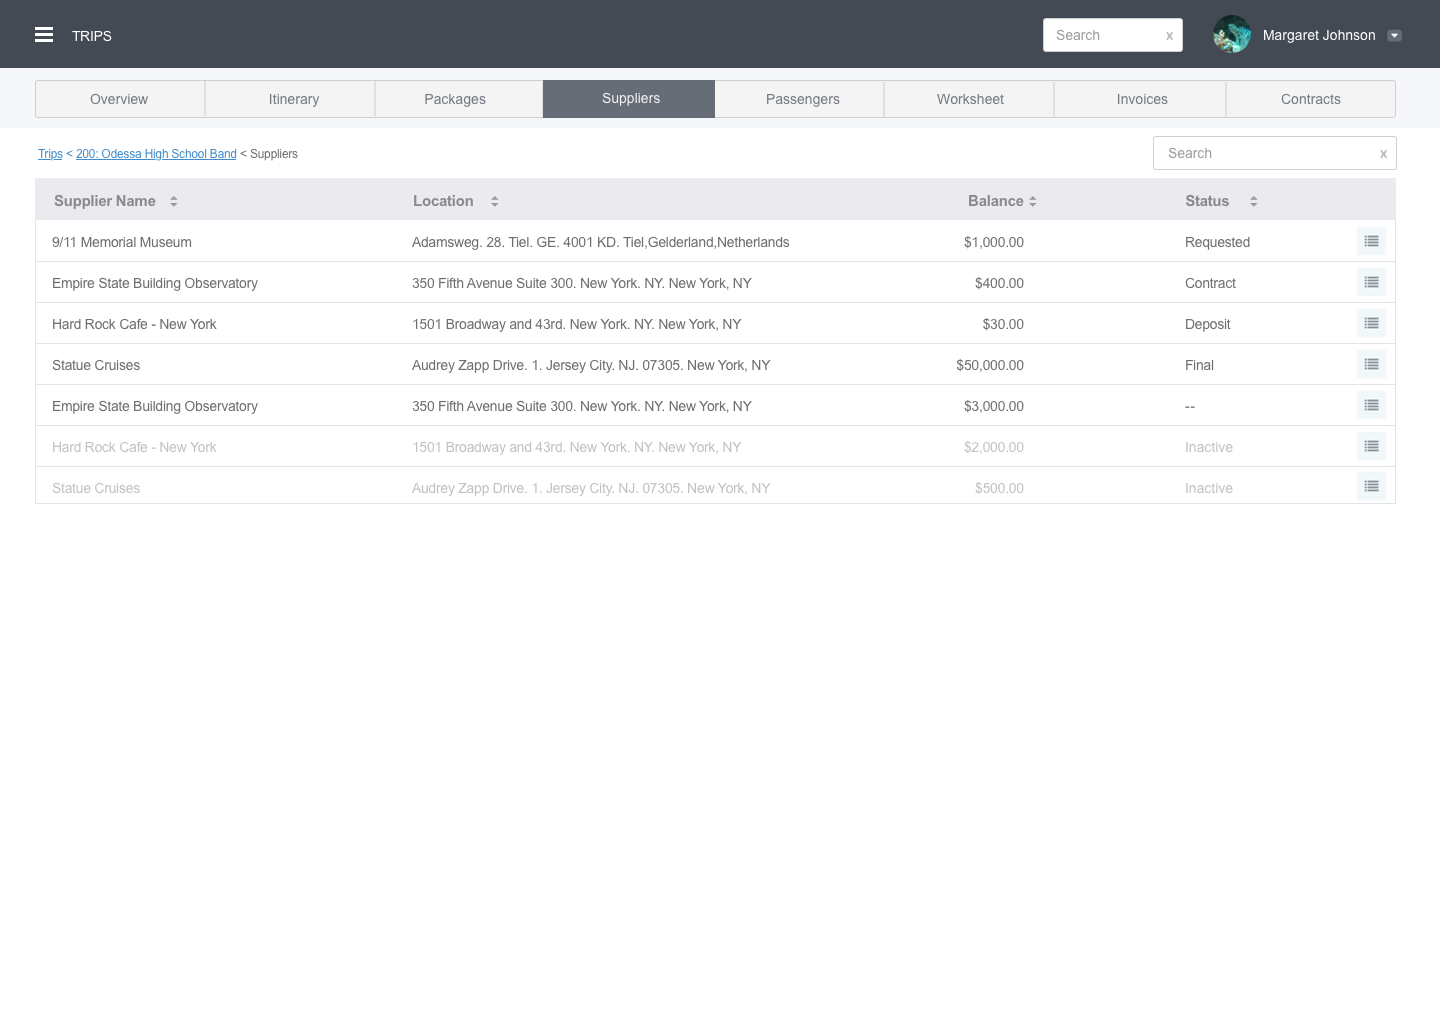 TRIPS
Search x
Margaret Johnson
Overview Itinerary Packages Suppliers Passengers Worksheet Invoices Contracts
Trips < 200: Odessa High School Band < Suppliers
Search x
Supplier Name Location Balance Status
9/11 Memorial Museum Adamsweg. 28. Tiel. GE. 4001 KD. Tiel,Gelderland,Netherlands $1,000.00 Requested
Empire State Building Observatory 350 Fifth Avenue Suite 300. New York. NY. New York, NY $400.00 Contract
Hard Rock Cafe - New York 1501 Broadway and 43rd. New York. NY. New York, NY $30.00 Deposit
Statue Cruises Audrey Zapp Drive. 1. Jersey City. NJ. 07305. New York, NY $50,000.00 Final
Empire State Building Observatory 350 Fifth Avenue Suite 300. New York. NY. New York, NY $3,000.00 --
Hard Rock Cafe - New York 1501 Broadway and 43rd. New York. NY. New York, NY $2,000.00 Inactive
Statue Cruises Audrey Zapp Drive. 1. Jersey City. NJ. 07305. New York, NY $500.00 Inactive